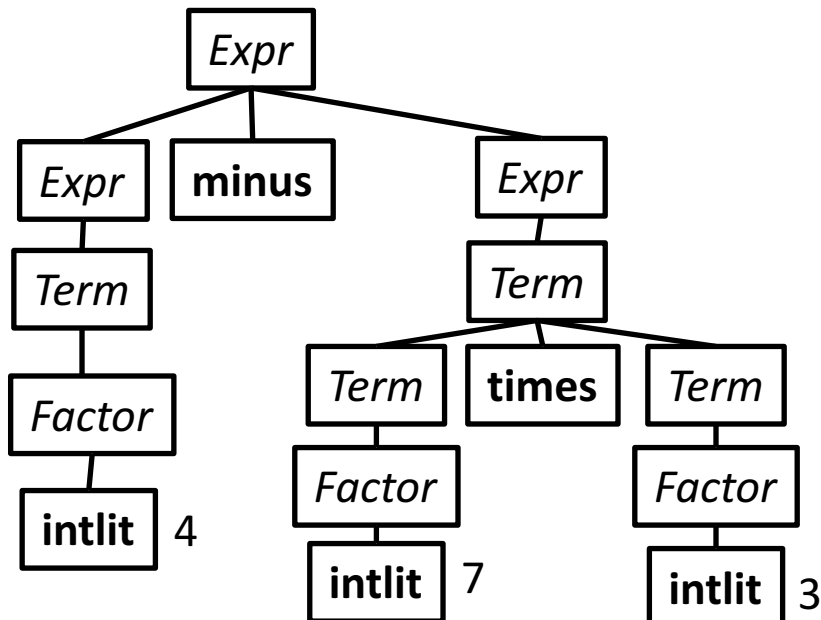 Expr
Expr minus Expr
Term Term
Term times Term
Factor Factor Factor
intlit 4 intlit 7 intlit 3